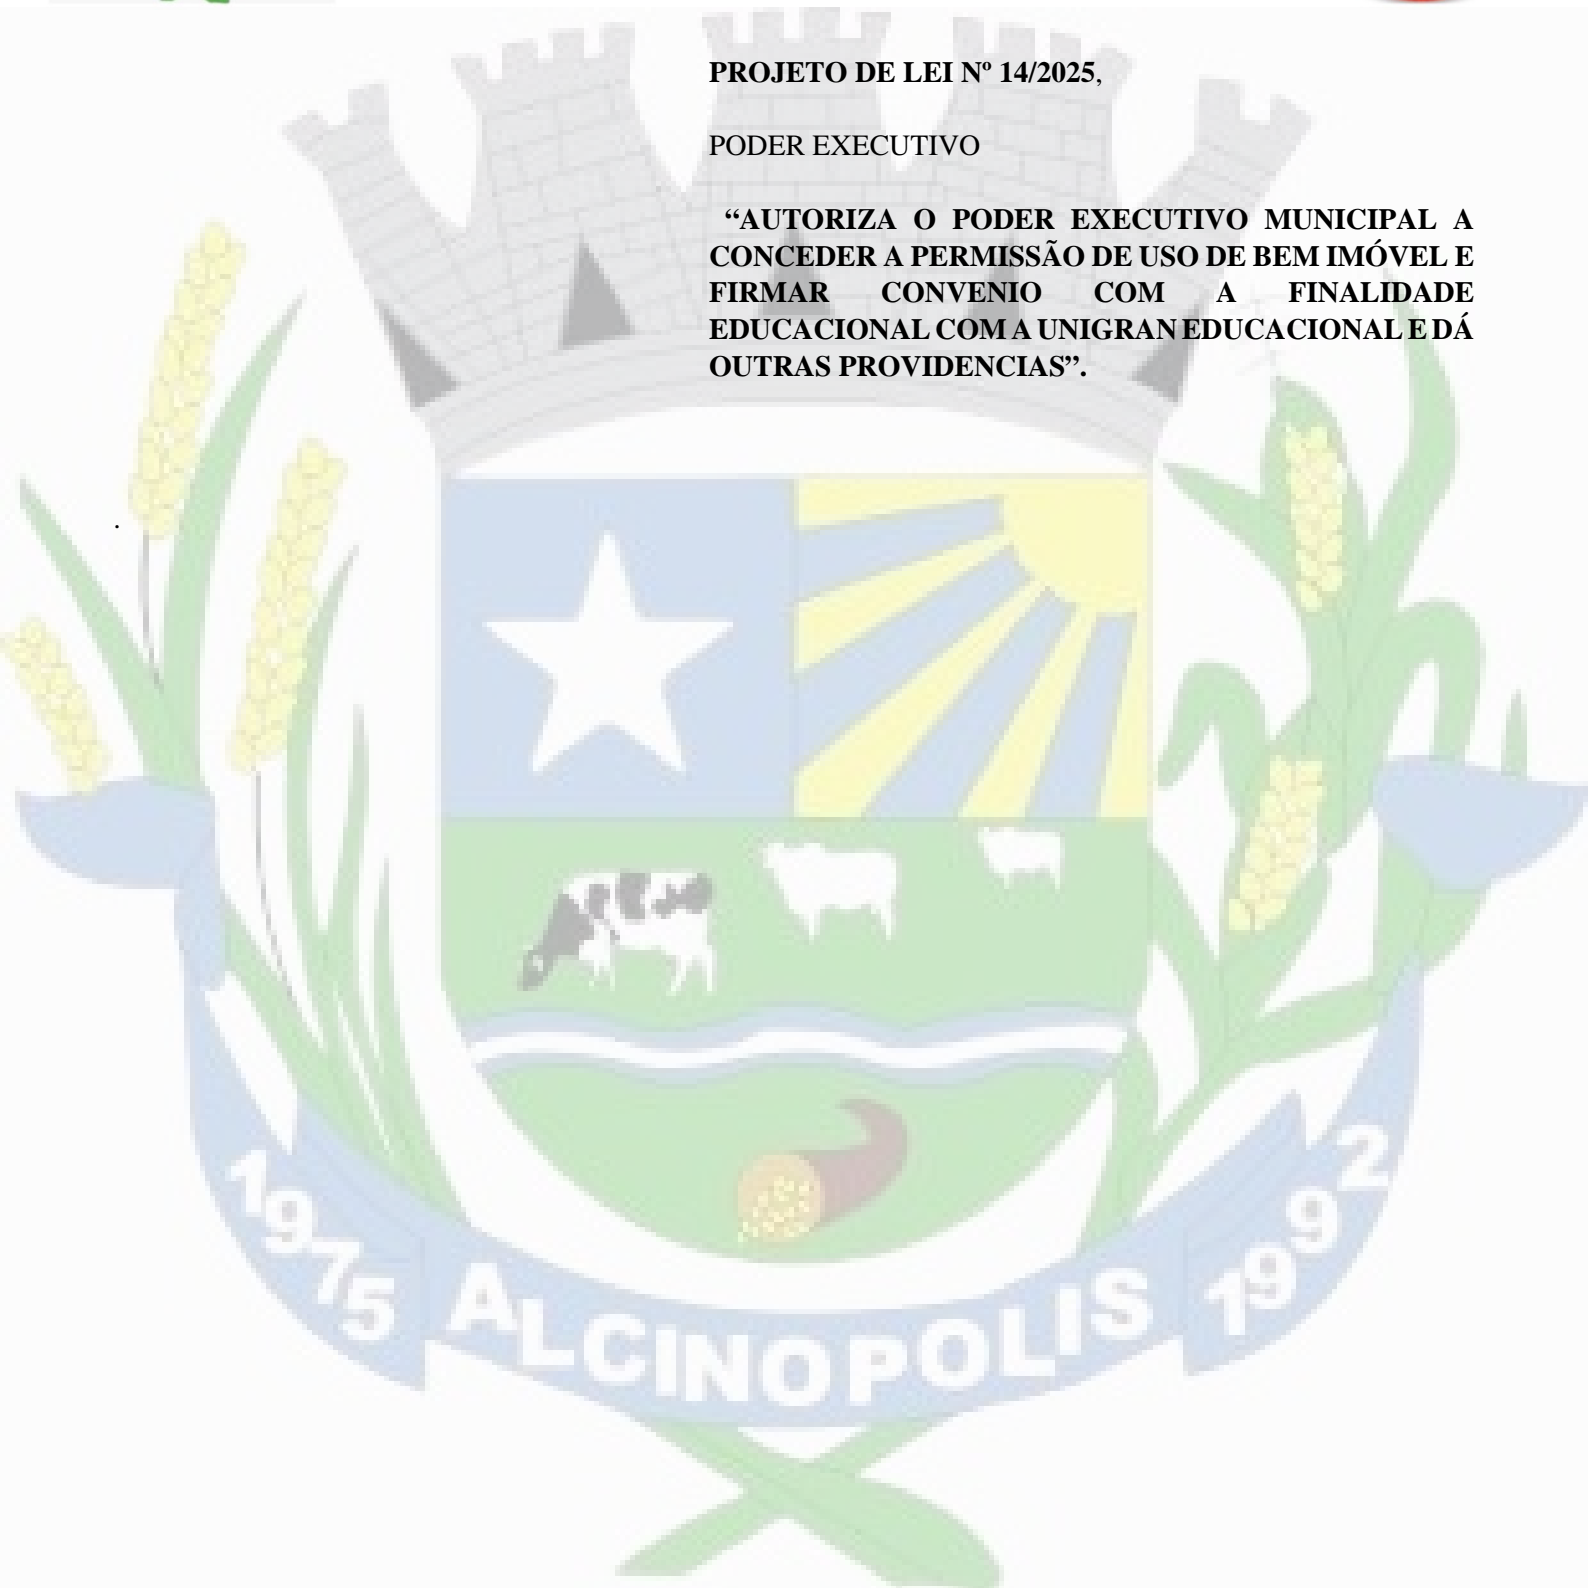 PROJETO DE LEI Nº 14/2025,
PODER EXECUTIVO
“AUTORIZA O PODER EXECUTIVO MUNICIPAL A
CONCEDER A PERMISSÃO DE USO DE BEM IMÓVEL E
FIRMAR CONVENIO COM A FINALIDADE
EDUCACIONAL COM A UNIGRAN EDUCACIONAL E DÁ
OUTRAS PROVIDENCIAS”.
.
1975 ALCINOPOLIS 1992